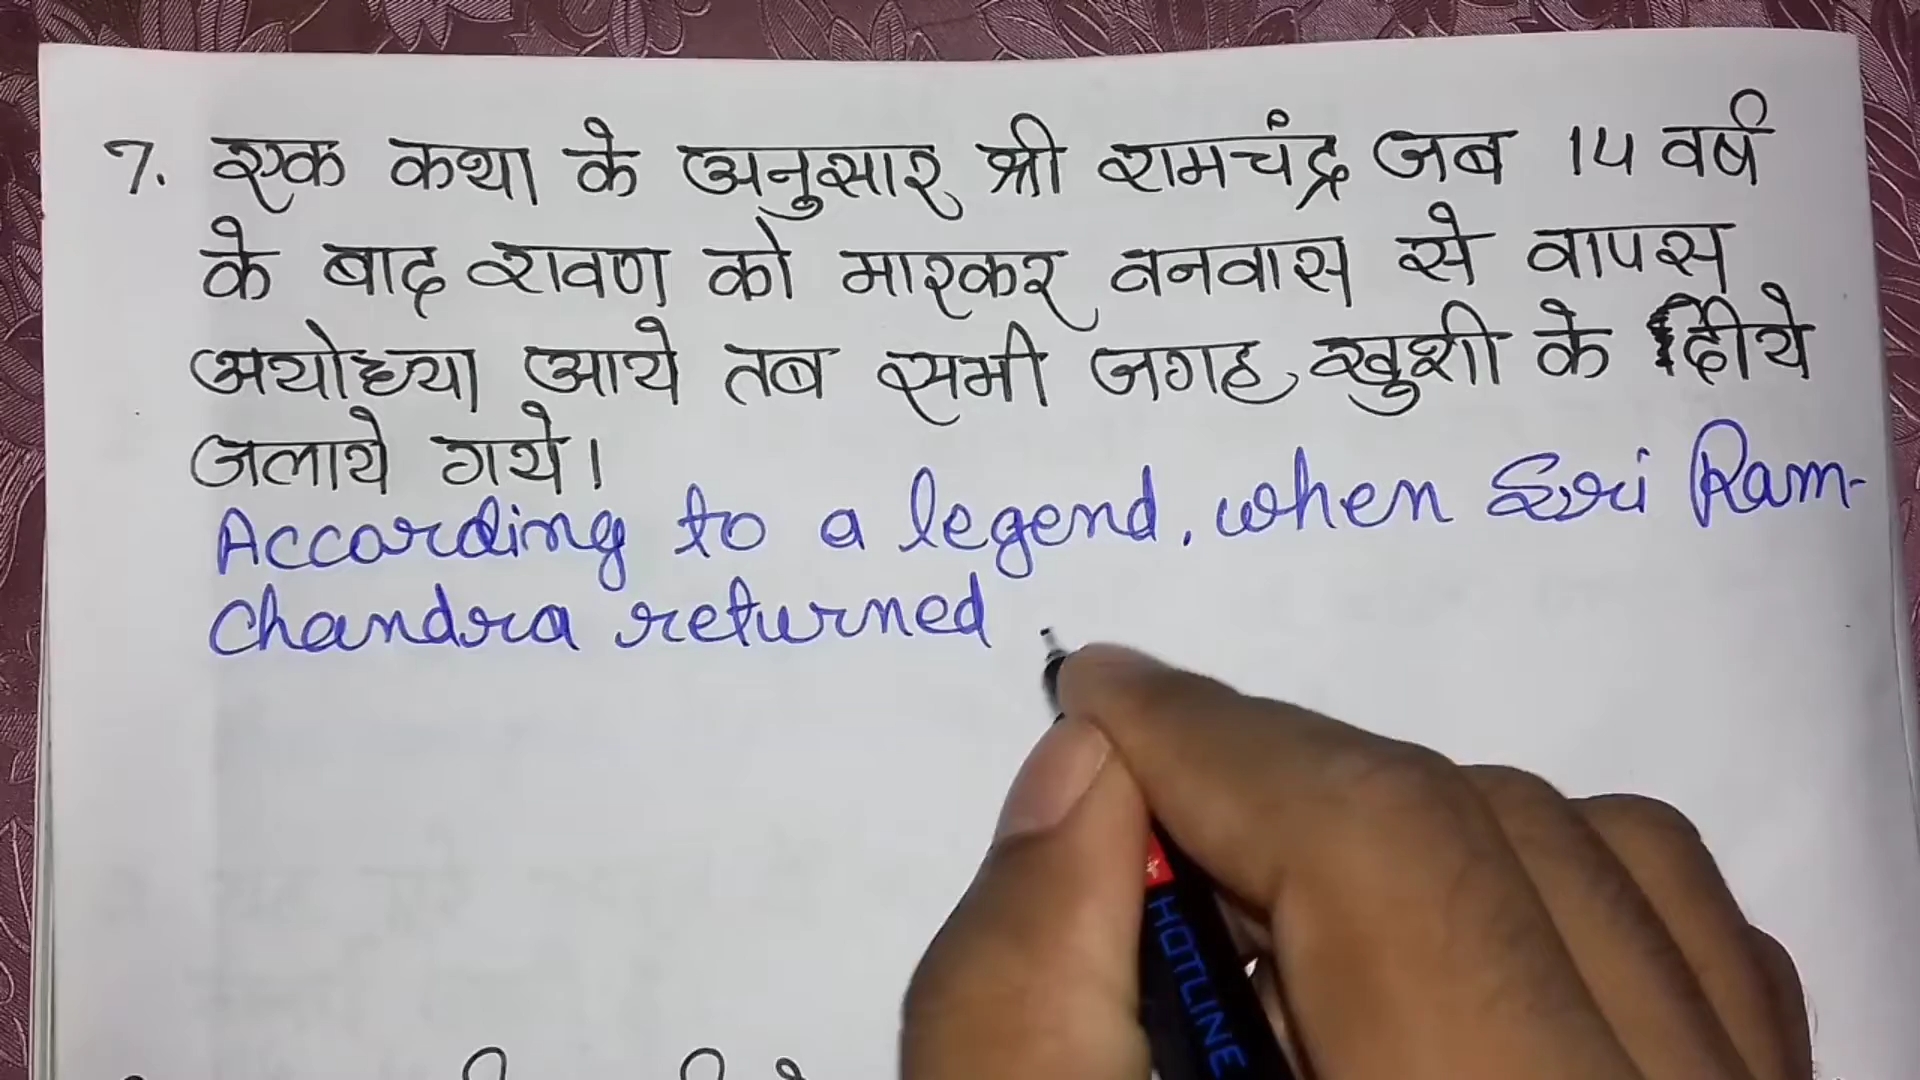 7. एक कथा के अनुसार श्री रामचंद्र जब 14 वर्ष
के बाद रावण को मारकर वनवास से वापस
अयोध्या आये तब सभी जगह खुशी के दीये
जलाये गये।
According to a legend, when Sri Ram-
chandra returned
HOTLINE